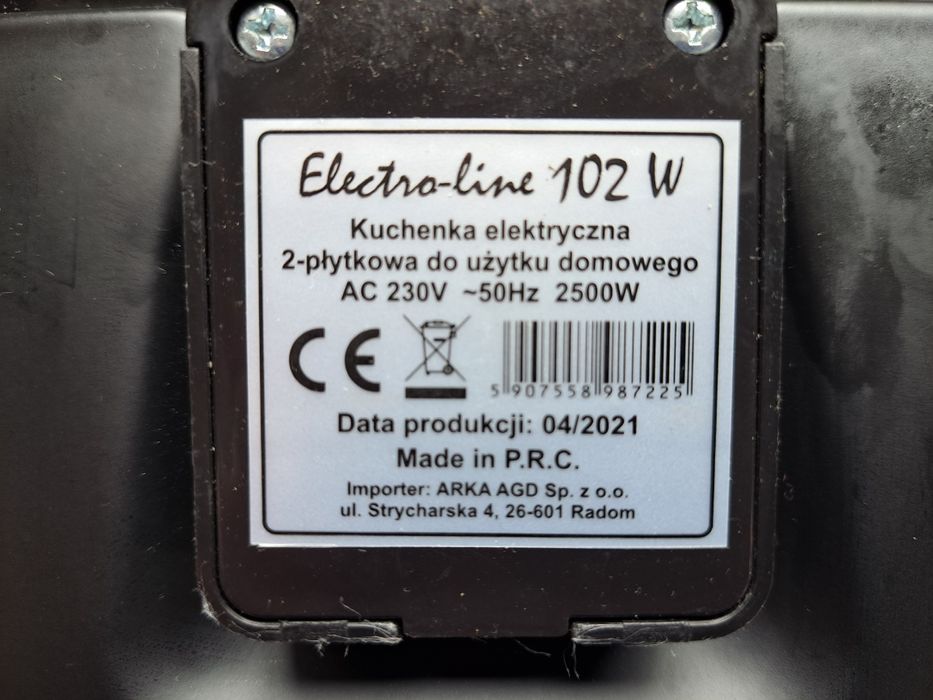 Electro-line 102 W
Kuchenka elektryczna
2-płytkowa do użytku domowego
AC 230V ~50Hz 2500W
CE
5 907558 987225
Data produkcji: 04/2021
Made in P.R.C.
Importer: ARKA AGD Sp. z o.o.
ul. Strycharska 4, 26-601 Radom